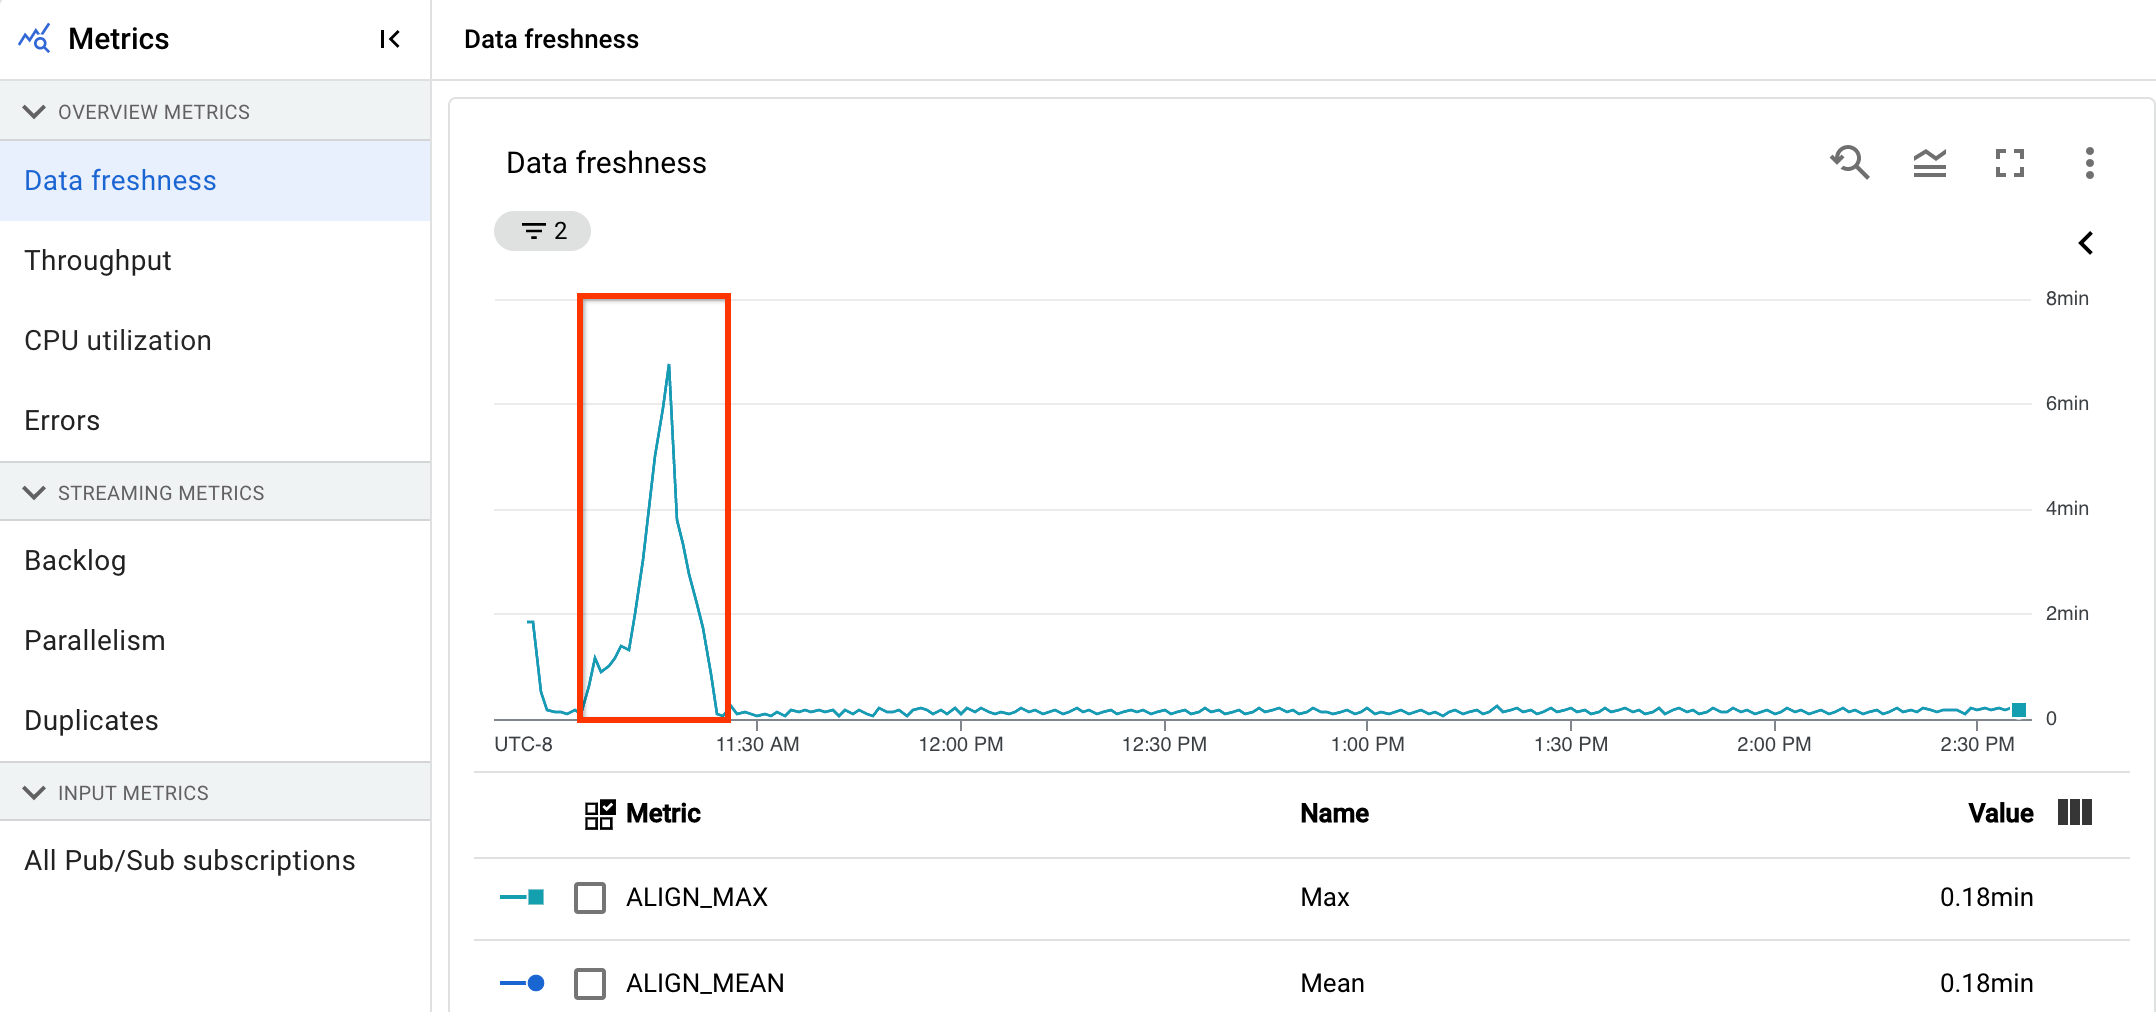 Metrics
Data freshness
OVERVIEW METRICS
Data freshness
Throughput
CPU utilization
Errors
STREAMING METRICS
Backlog
Parallelism
Duplicates
INPUT METRICS
All Pub/Sub subscriptions
Data freshness
2
8min
6min
4min
2min
0
UTC-8 11:30 AM 12:00 PM 12:30 PM 1:00 PM 1:30 PM 2:00 PM 2:30 PM
Metric Name Value
ALIGN_MAX Max 0.18min
ALIGN_MEAN Mean 0.18min